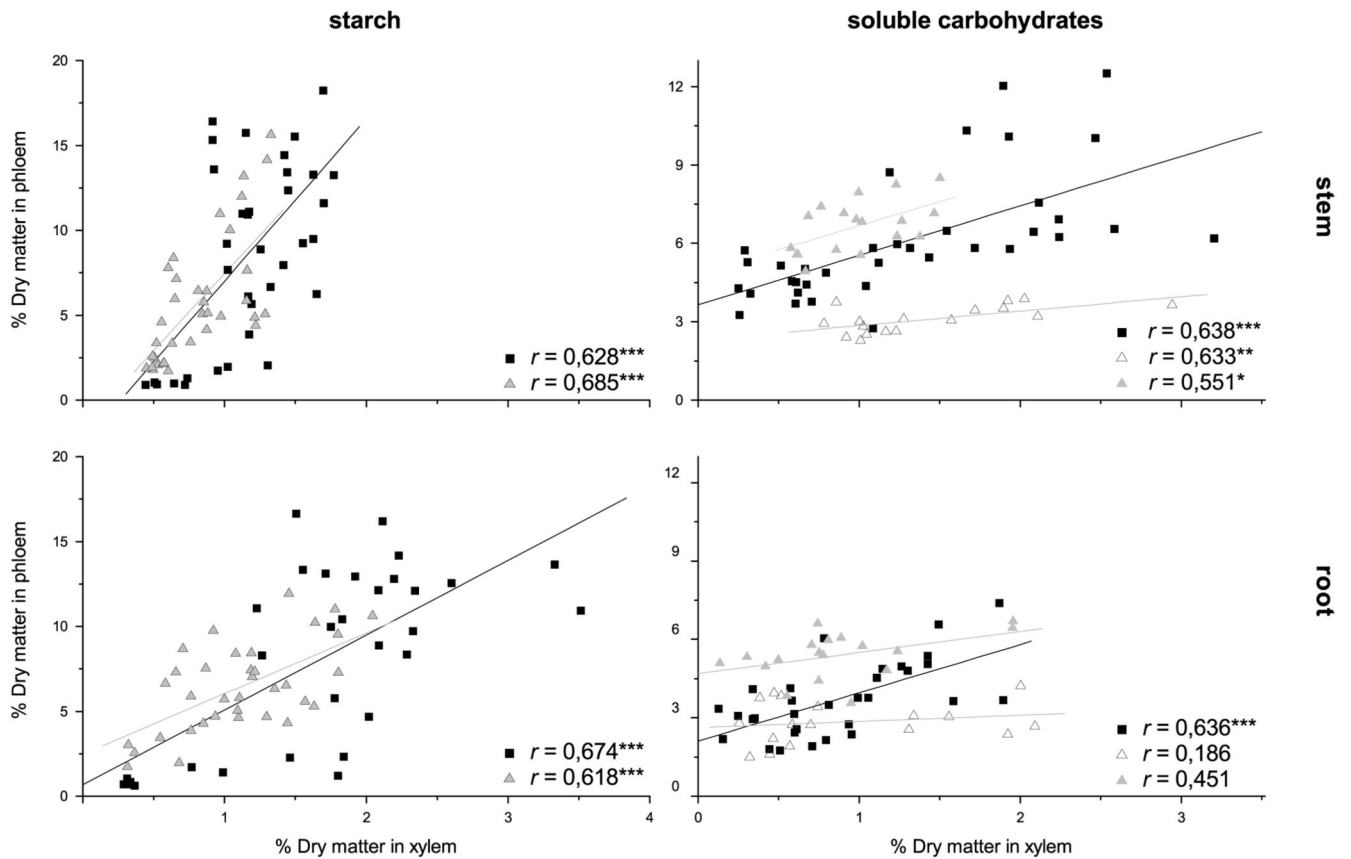 starch
soluble carbohydrates
20
15
10
5
0
% Dry matter in phloem
r = 0,628***
r = 0,685***
12
9
6
3
0
r = 0,638***
r = 0,633**
r = 0,551*
stem
20
15
10
5
0
% Dry matter in phloem
r = 0,674***
r = 0,618***
0
1
2
3
4
% Dry matter in xylem
12
9
6
3
0
r = 0,636***
r = 0,186
r = 0,451
0
1
2
3
% Dry matter in xylem
root